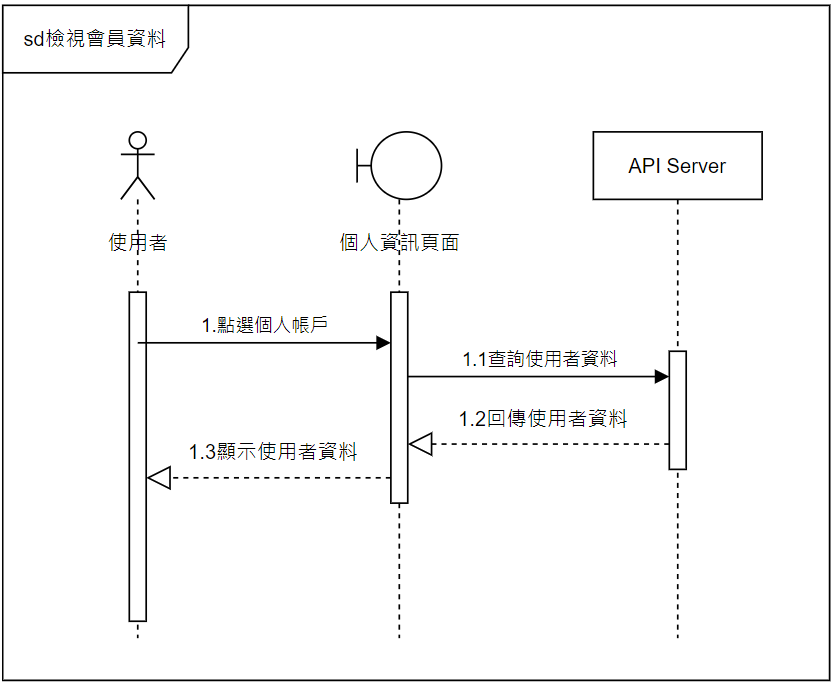 sd檢視會員資料
API Server
使用者
個人資訊頁面
1.點選個人帳戶
1.1查詢使用者資料
1.2回傳使用者資料
1.3顯示使用者資料